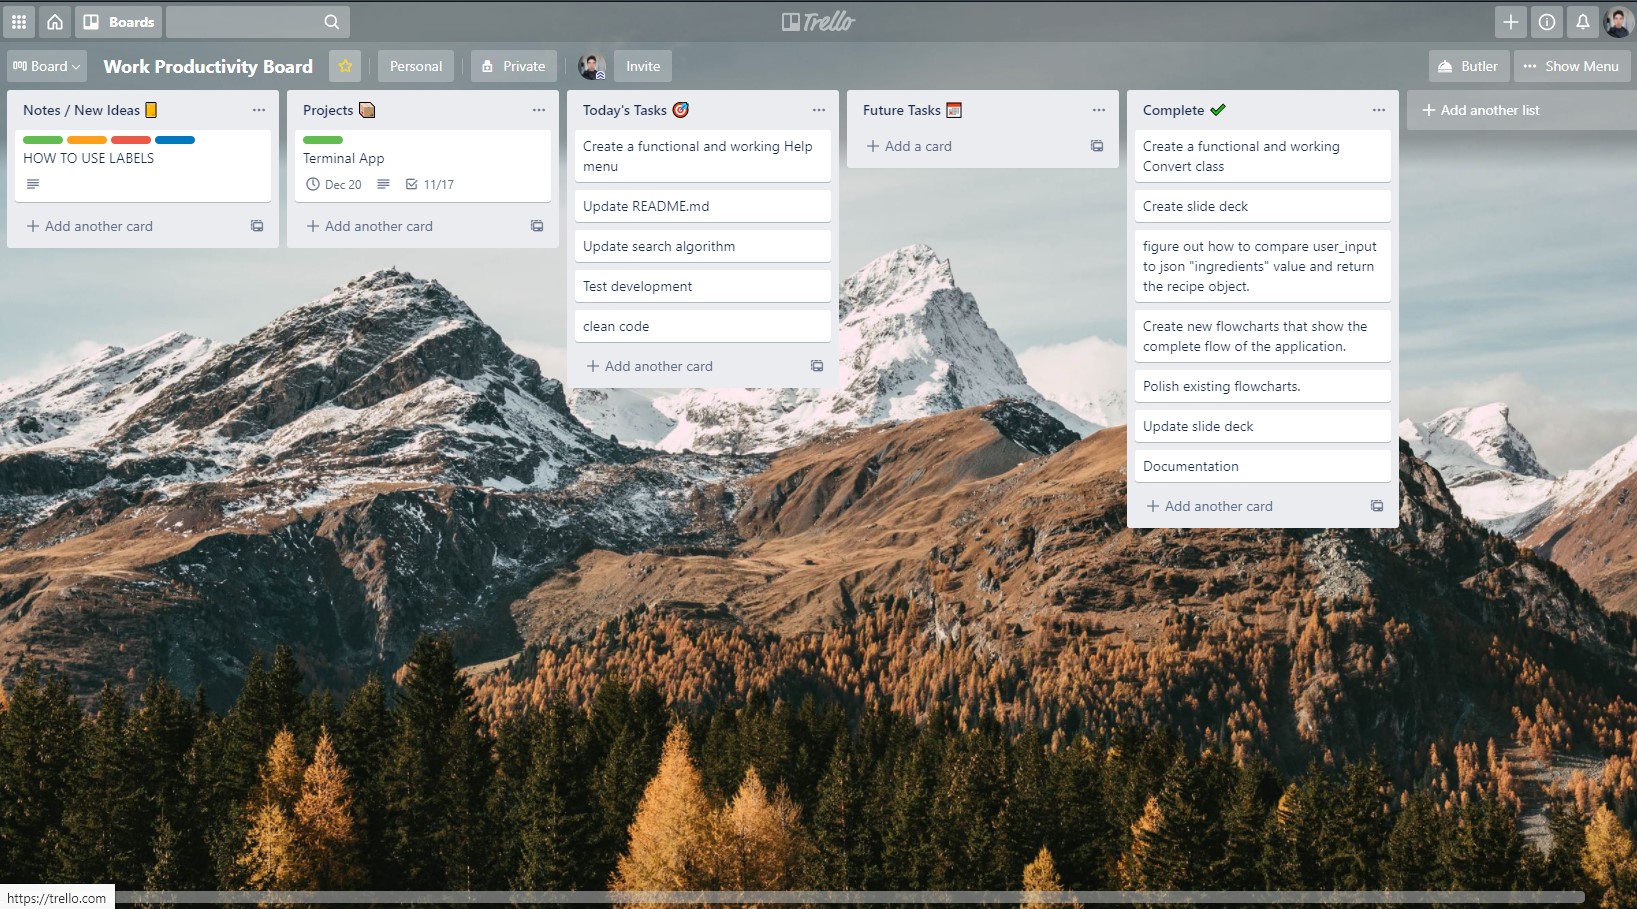 Boards
Trello
Board
Work Productivity Board
Personal
Private
Invite
Butler
Show Menu
Notes / New Ideas
HOW TO USE LABELS
Add another card
Projects
Terminal App
Dec 20
11/17
Add another card
Today's Tasks
Create a functional and working Help
menu
Update README.md
Update search algorithm
Test development
clean code
Add another card
Future Tasks
Add a card
Complete
Create a functional and working
Convert class
Create slide deck
figure out how to compare user_input
to json "ingredients" value and return
the recipe object.
Create new flowcharts that show the
complete flow of the application.
Polish existing flowcharts.
Update slide deck
Documentation
Add another card
Add another list
https://trello.com